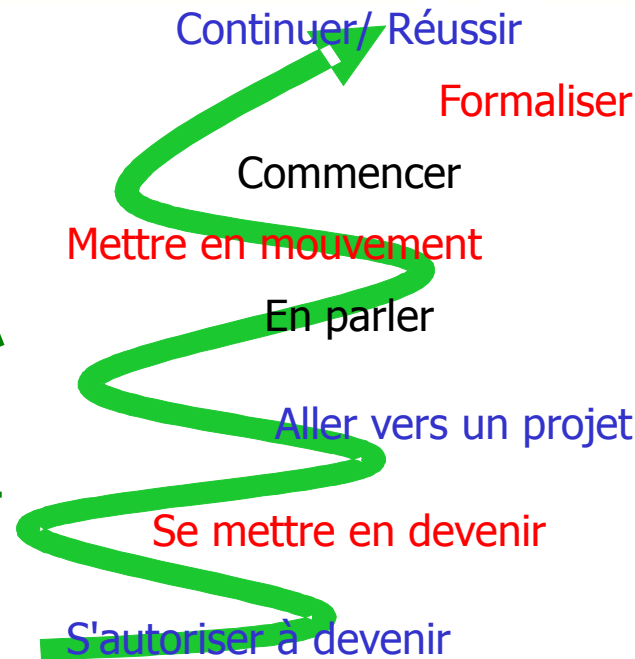 Continuer/ Réussir
Formaliser
Commencer
Mettre en mouvement
En parler
Aller vers un projet
Se mettre en devenir
S'autoriser à devenir